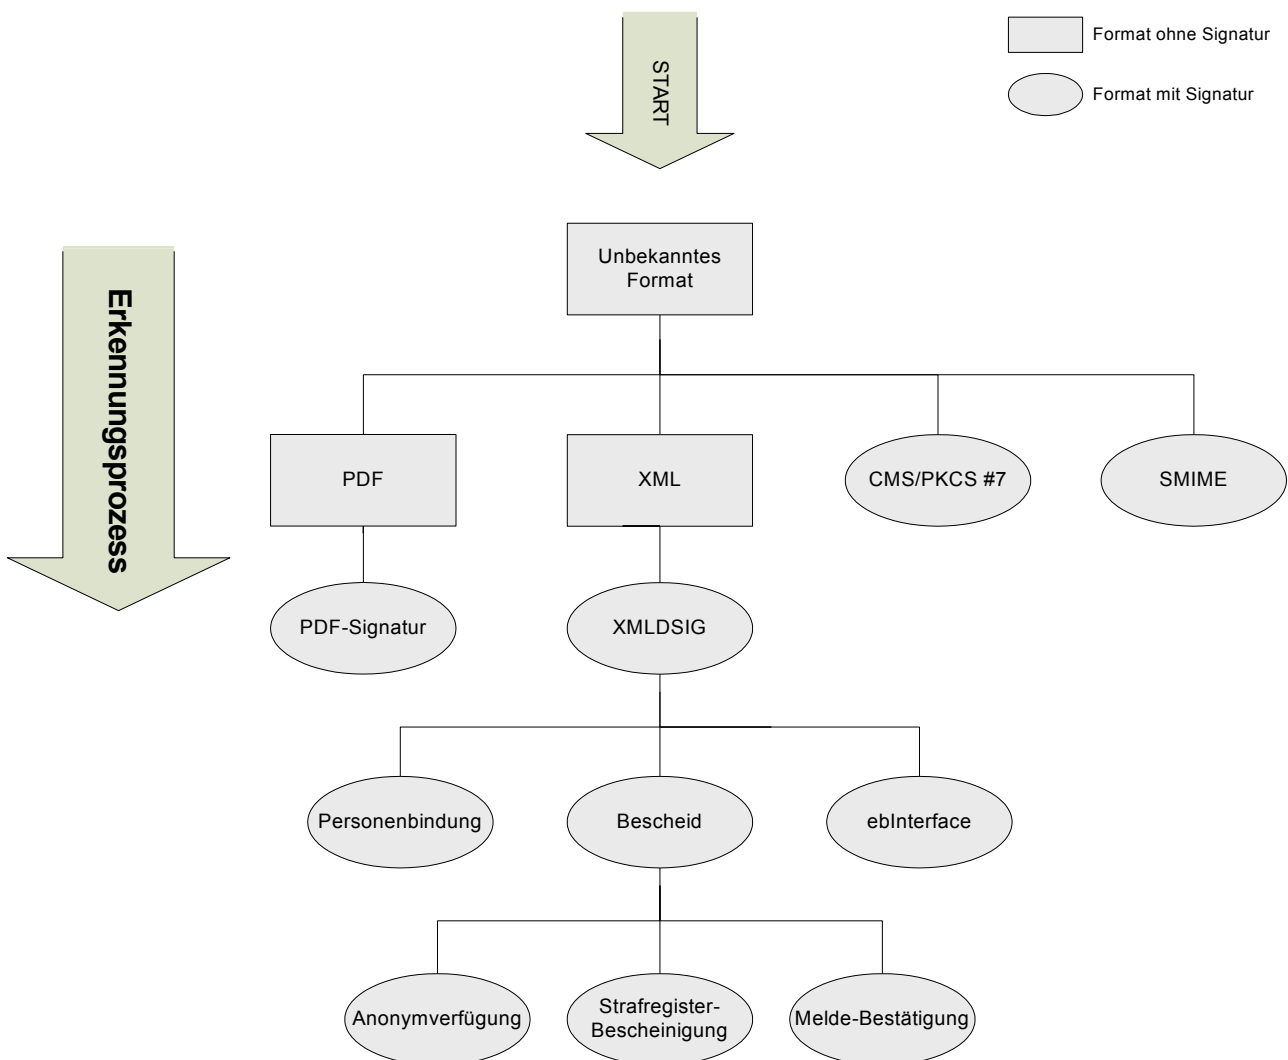 START
Format ohne Signatur
Format mit Signatur
Unbekanntes
Format
Erkennungsprozess
PDF
XML
CMS/PKCS #7
SMIME
PDF-Signatur
XMLDSIG
Personenbindung
Bescheid
ebInterface
Anonymverfügung
Strafregister-
Bescheinigung
Melde-Bestätigung